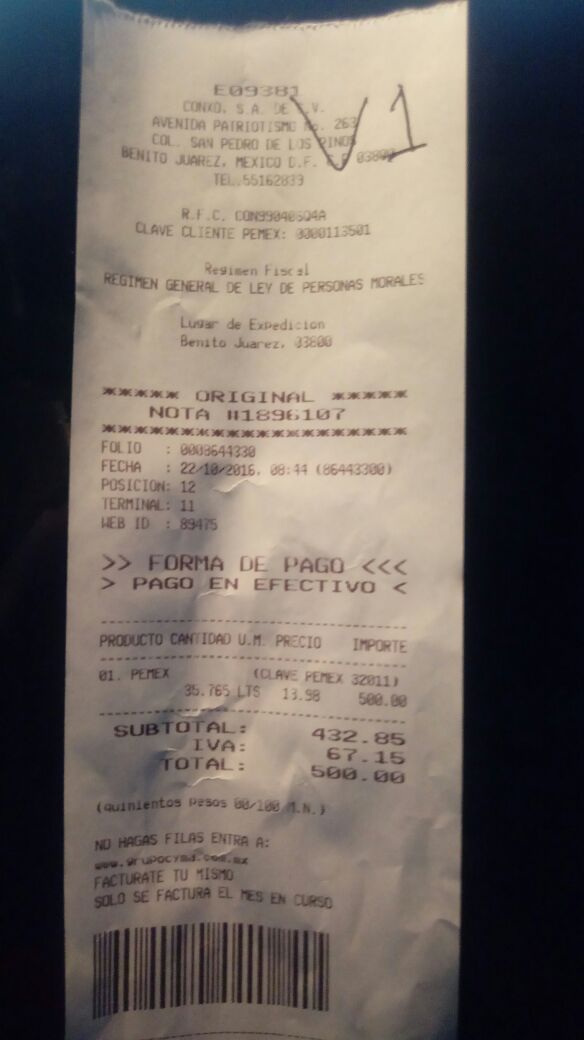 E09381
CONXO, S.A. DE C.V.
AVENIDA PATRIOTISMO No. 263
COL. SAN PEDRO DE LOS PINOS
BENITO JUAREZ, MEXICO D.F. C.P 03800
TEL.55162833
V1
R.F.C.
CLAVE CLIENTE PEMEX: 0000113501
Regimen Fiscal
REGIMEN GENERAL DE LEY DE PERSONAS MORALES
Lugar de Expedicion
Benito Juarez, 03800
***** ORIGINAL *****
NOTA #1896107
**************************
FOLIO : 0008644330
FECHA : 22/10/2016, 08:44 (86443300)
POSICION: 12
TERMINAL: 11
WEB ID : 89475
>> FORMA DE PAGO <<<
> PAGO EN EFECTIVO <
PRODUCTO CANTIDAD U.M. PRECIO IMPORTE
01. PEMEX (CLAVE PEMEX 32011)
35.765 LTS 13.98 500.00
SUBTOTAL: 432.85
IVA: 67.15
TOTAL: 500.00
(quinientos pesos 00/100 M.N.)
NO HAGAS FILAS ENTRA A:
www.grupocymd.com.mx
FACTURATE TU MISMO
SOLO SE FACTURA EL MES EN CURSO